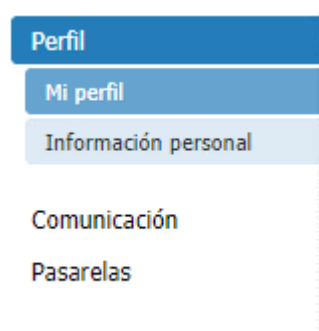 Perfil
Mi perfil
Información personal
Comunicación
Pasarelas